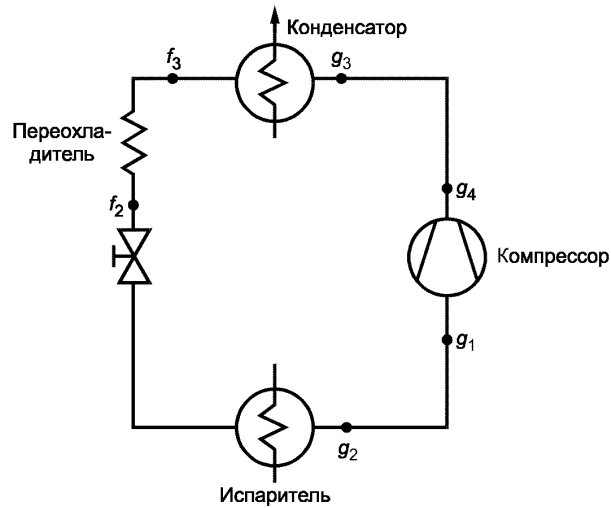 Конденсатор
f3
g3
Переохла-
дитель
f2
g4
Компрессор
g1
g2
Испаритель